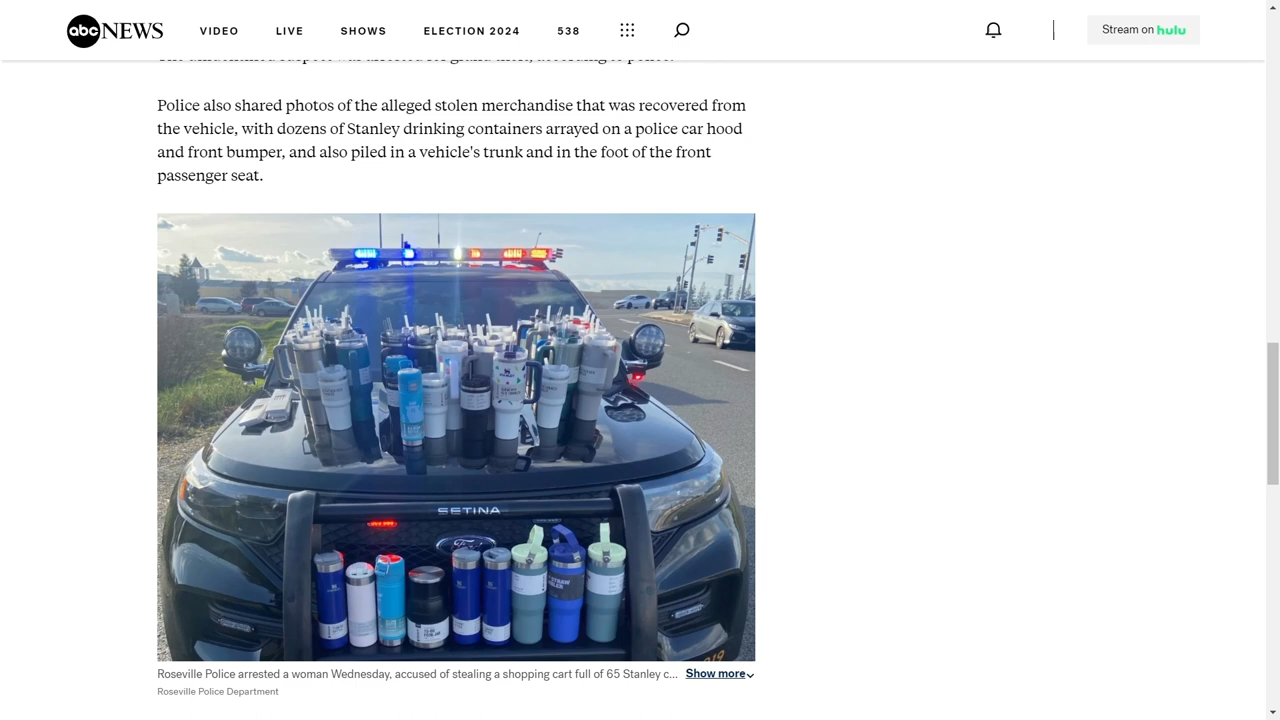 abc NEWS VIDEO LIVE SHOWS ELECTION 2024 538 Stream on hulu
Police also shared photos of the alleged stolen merchandise that was recovered from
the vehicle, with dozens of Stanley drinking containers arrayed on a police car hood
and front bumper, and also piled in a vehicle's trunk and in the foot of the front
passenger seat.
SETINA
Ford
Roseville Police arrested a woman Wednesday, accused of stealing a shopping cart full of 65 Stanley c... Show more
Roseville Police Department